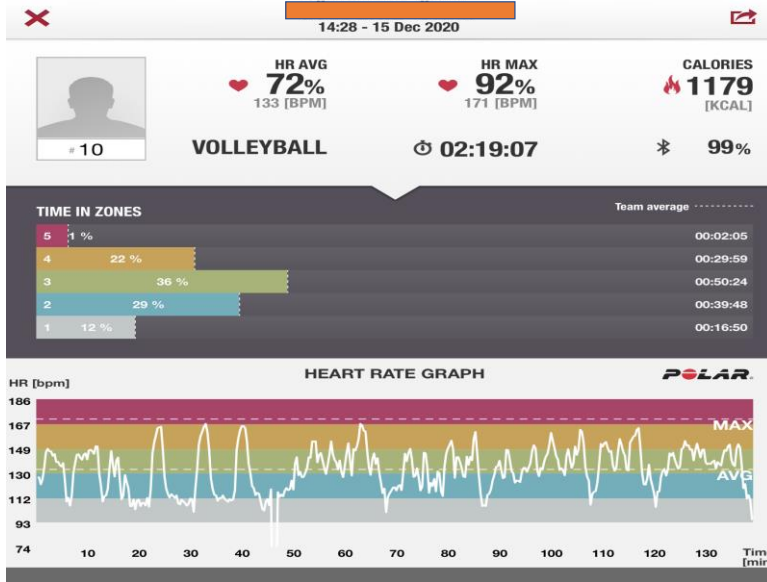 14:28 - 15 Dec 2020
HR AVG
72%
133 [BPM]
HR MAX
92%
171 [BPM]
CALORIES
1179
[KCAL]
# 10
VOLLEYBALL
02:19:07
99%
TIME IN ZONES
Team average
5 1 % 00:02:05
4 22 % 00:29:59
3 36 % 00:50:24
2 29 % 00:39:48
1 12 % 00:16:50
HEART RATE GRAPH
POLAR.
HR [bpm]
186
167
149
130
112
93
74
MAX
AVG
10 20 30 40 50 60 70 80 90 100 110 120 130
Tim
[min